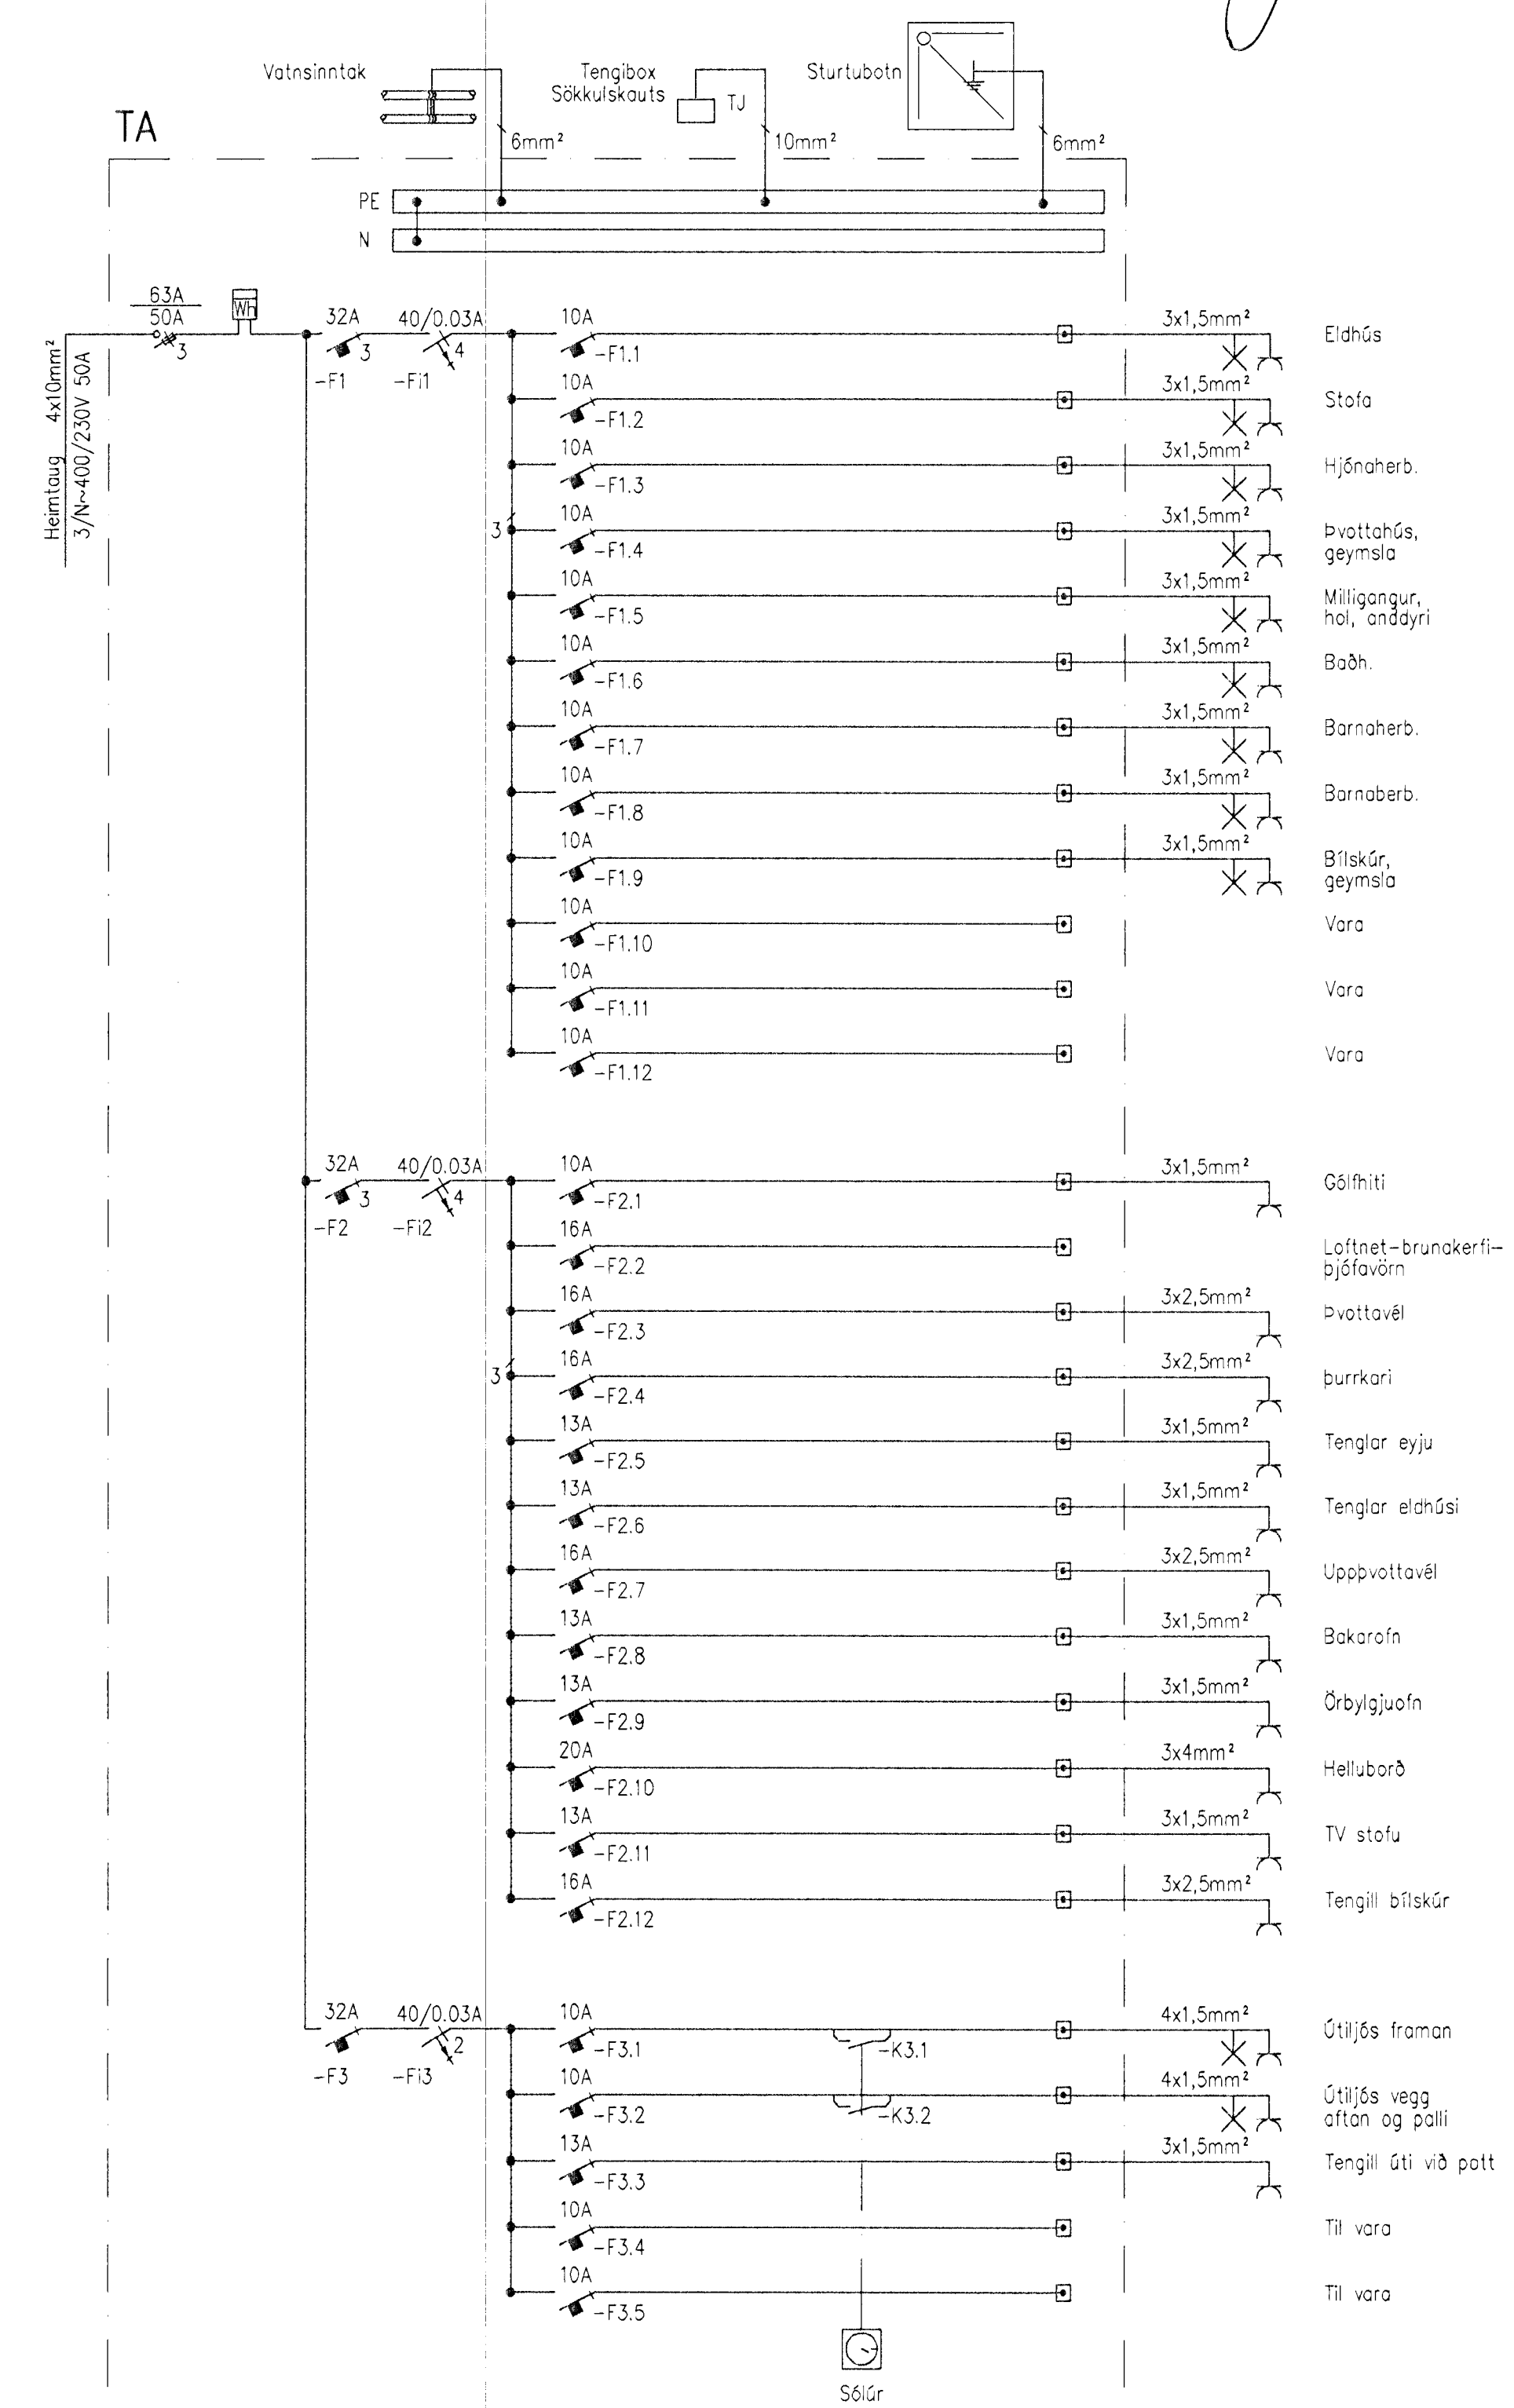 Vatnsinntak
Tengibox
Sökkulskauts
TJ
Sturtubotn
TA
6mm²
10mm²
6mm²
PE
N
Heimtaug 4x10mm²
3/N~400/230V 50A
63A
50A
3
Wh
32A
3
-F1
40/0.03A
4
-Fi1
3
10A
-F1.1
3x1,5mm²
Eldhús
10A
-F1.2
3x1,5mm²
Stofa
10A
-F1.3
3x1,5mm²
Hjónaherb.
10A
-F1.4
3x1,5mm²
Þvottahús,
geymsla
10A
-F1.5
3x1,5mm²
Milligangur,
hol, anddyri
10A
-F1.6
3x1,5mm²
Baðh.
10A
-F1.7
3x1,5mm²
Barnaherb.
10A
-F1.8
3x1,5mm²
Barnaberb.
10A
-F1.9
3x1,5mm²
Bílskúr,
geymsla
10A
-F1.10
Vara
10A
-F1.11
Vara
10A
-F1.12
Vara
32A
3
-F2
40/0.03A
4
-Fi2
3
10A
-F2.1
3x1,5mm²
Gólfhiti
16A
-F2.2
Loftnet-brunakerfi-
þjófavörn
16A
-F2.3
3x2,5mm²
Þvottavél
16A
-F2.4
3x2,5mm²
þurrkari
13A
-F2.5
3x1,5mm²
Tenglar eyju
13A
-F2.6
3x1,5mm²
Tenglar eldhúsi
16A
-F2.7
3x2,5mm²
Uppþvottavél
13A
-F2.8
3x1,5mm²
Bakarofn
13A
-F2.9
3x1,5mm²
Örbylgjuofn
20A
-F2.10
3x4mm²
Helluborð
13A
-F2.11
3x1,5mm²
TV stofu
16A
-F2.12
3x2,5mm²
Tengill bílskúr
32A
-F3
40/0.03A
2
-Fi3
10A
-F3.1
-K3.1
4x1,5mm²
Útiljós framan
10A
-F3.2
-K3.2
4x1,5mm²
Útiljós vegg
aftan og palli
13A
-F3.3
3x1,5mm²
Tengill úti við pott
10A
-F3.4
Til vara
10A
-F3.5
Til vara
Sólúr